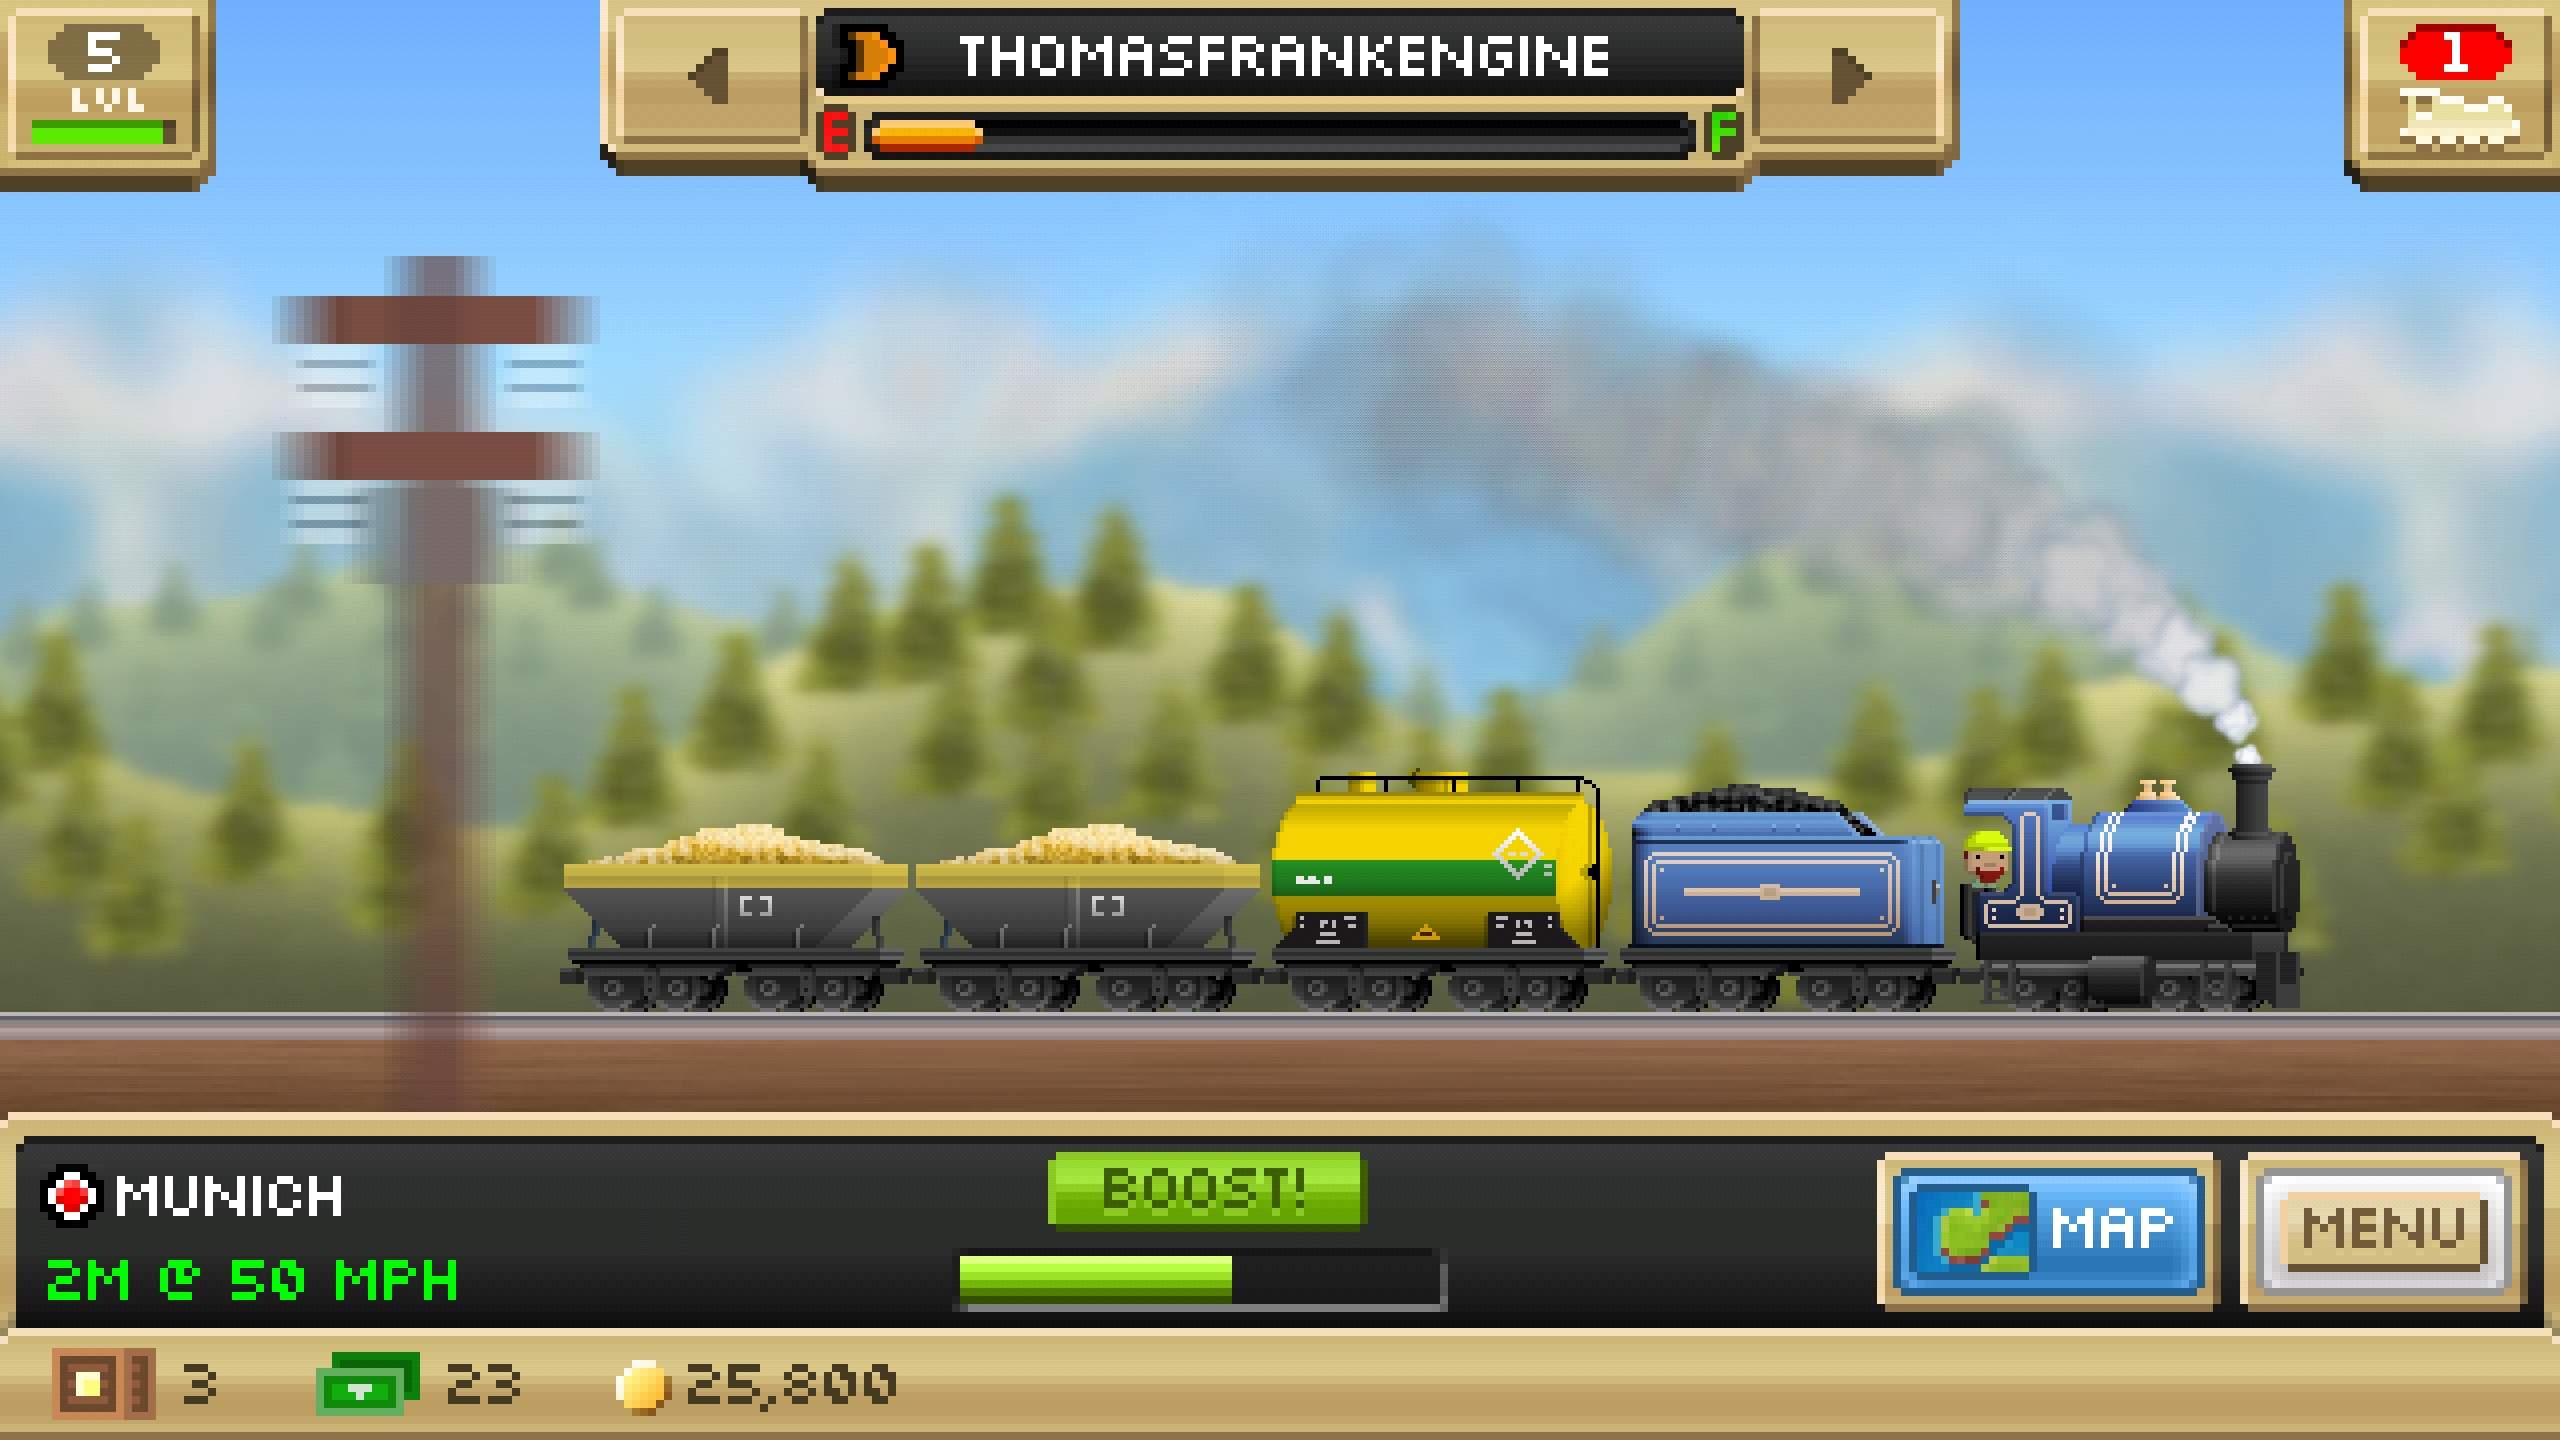 5
LVL
THOMASFRANKENGINE
E F
1
MUNICH
2M @ 50 MPH
BOOST!
MAP
MENU
3
23
25,800